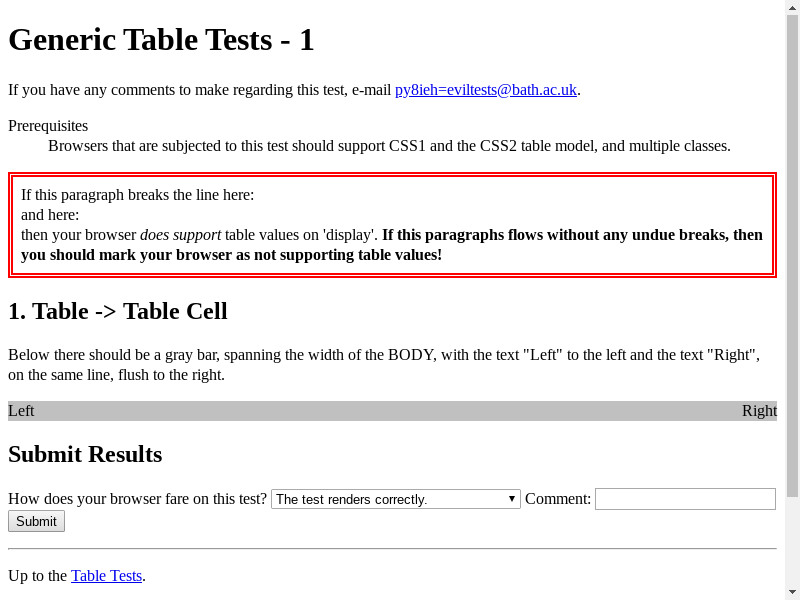 Generic Table Tests - 1
If you have any comments to make regarding this test, e-mail py8ieh=eviltests@bath.ac.uk.
Prerequisites
Browsers that are subjected to this test should support CSS1 and the CSS2 table model, and multiple classes.
If this paragraph breaks the line here:
and here:
then your browser does support table values on 'display'. If this paragraphs flows without any undue breaks, then
you should mark your browser as not supporting table values!
1. Table -> Table Cell
Below there should be a gray bar, spanning the width of the BODY, with the text "Left" to the left and the text "Right",
on the same line, flush to the right.
Left Right
Submit Results
How does your browser fare on this test? The test renders correctly. Comment:
Submit
Up to the Table Tests.